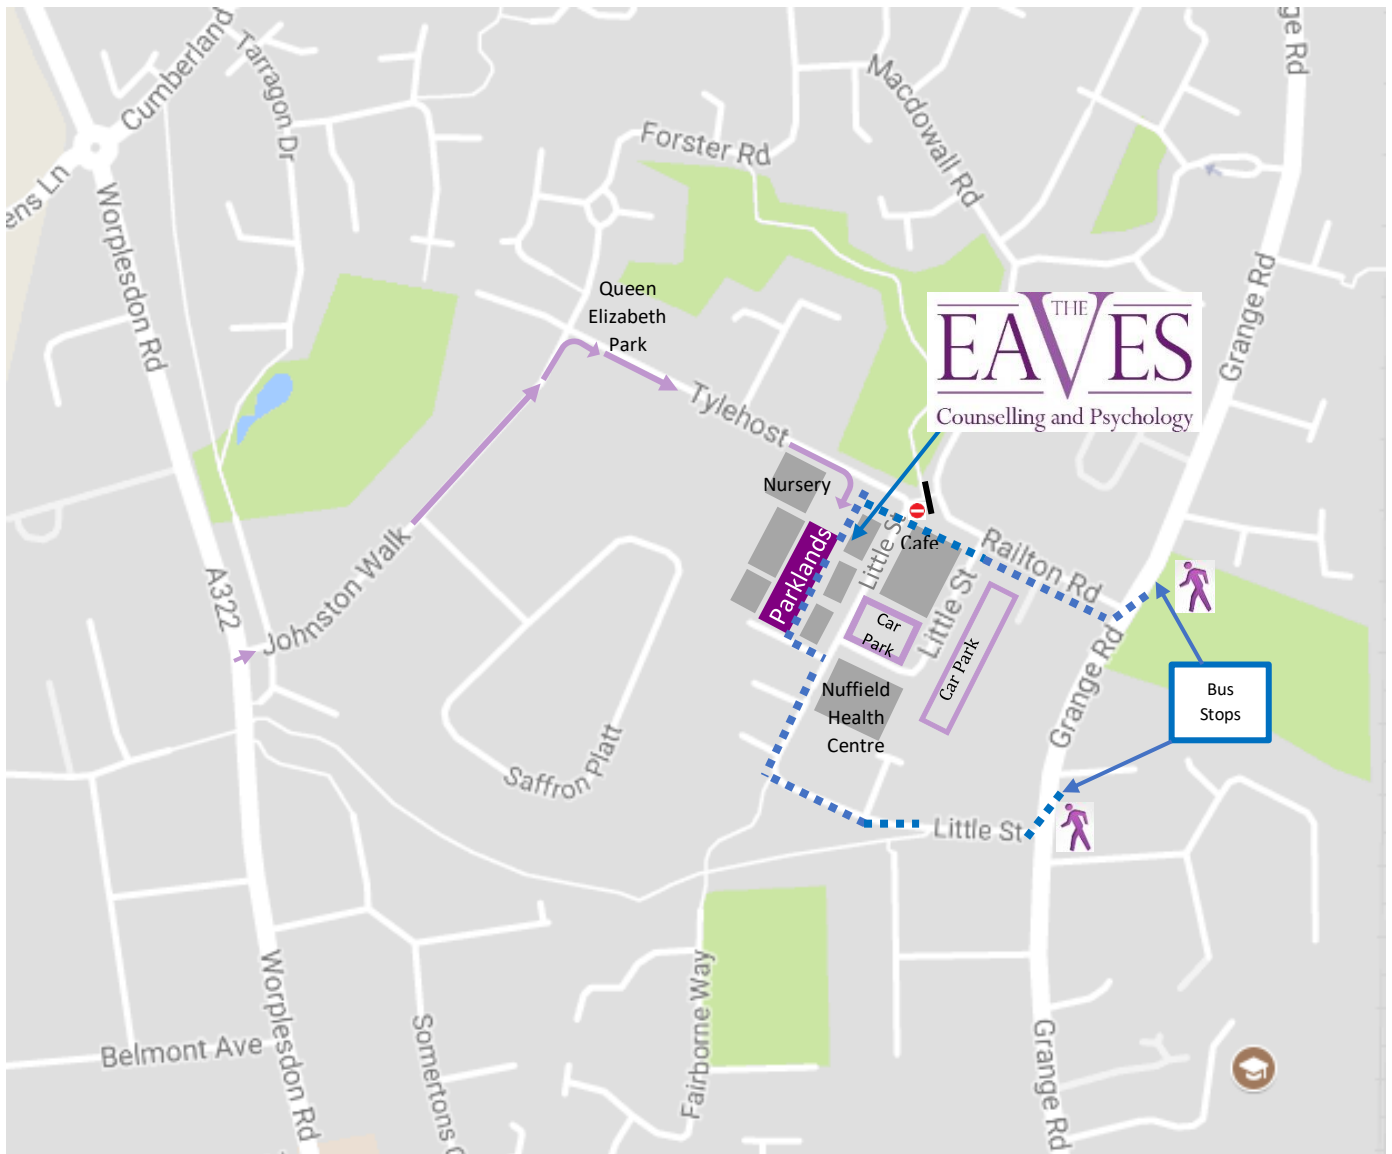 ge Rd
Cumberland
Tarragon Dr
Macdowall Rd
Forster Rd
ens Ln
Worplesdon Rd
Grange Rd
Queen
Elizabeth
Park
THE
EAVES
Counselling and Psychology
Tylehost
Nursery
Parklands
Little S
Cafe
Railton Rd
A322
Johnston Walk
Car
Park
Little St
Car Park
Grange Rd
Nuffield
Health
Centre
Bus
Stops
Saffron Platt
Little St
Worplesdon Rd
Belmont Ave
Somertons C
Fairborne Way
Grange Rd